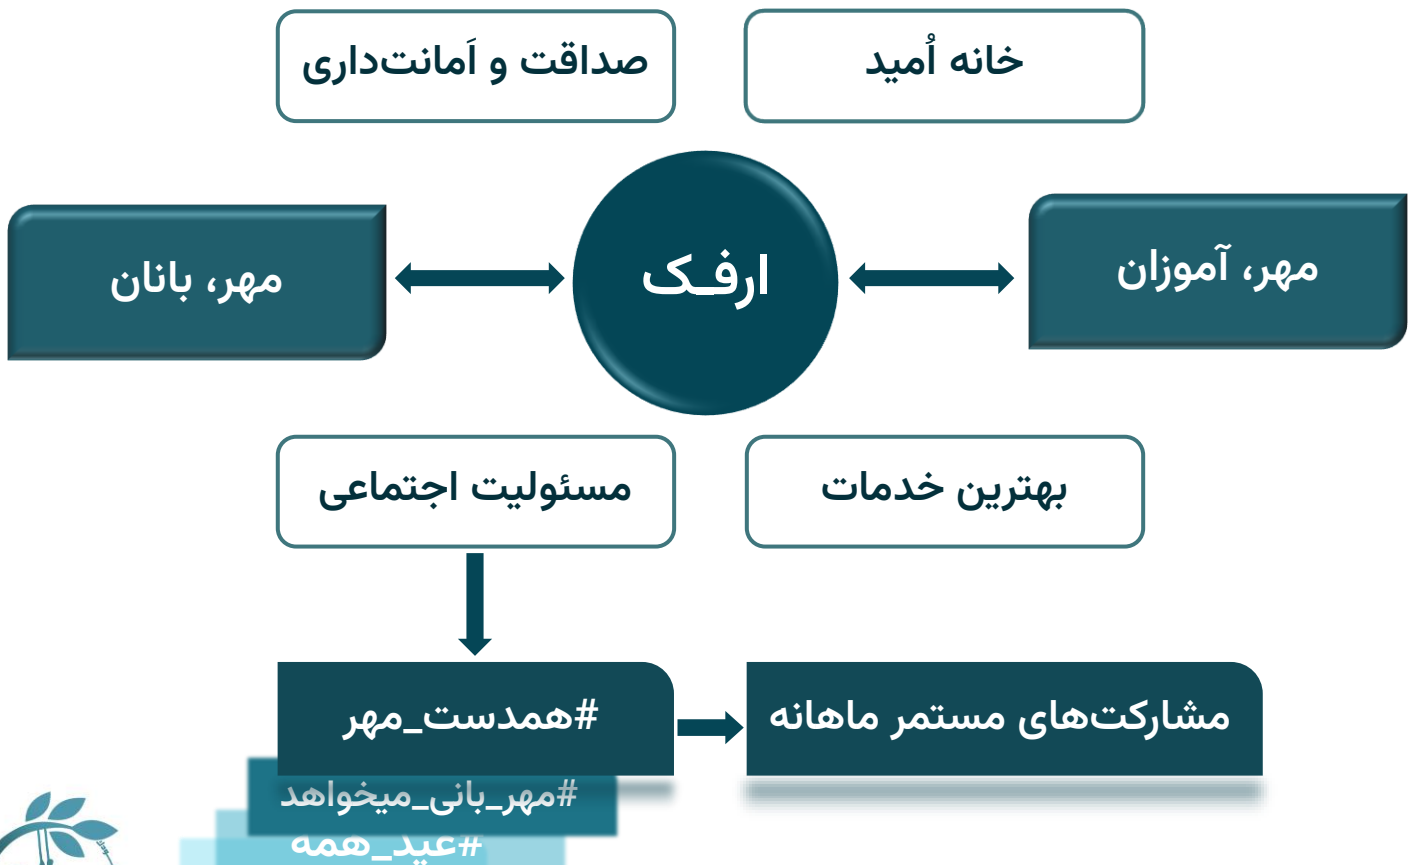 خانه اُمید
صداقت و اَمانت‌داری
مهر، آموزان
ارفـک
مهر، بانان
بهترین خدمات
مسئولیت اجتماعی
#همدست_مهر
مشارکت‌های مستمر ماهانه
#مهر_بانی_میخواهد
#عید_همه